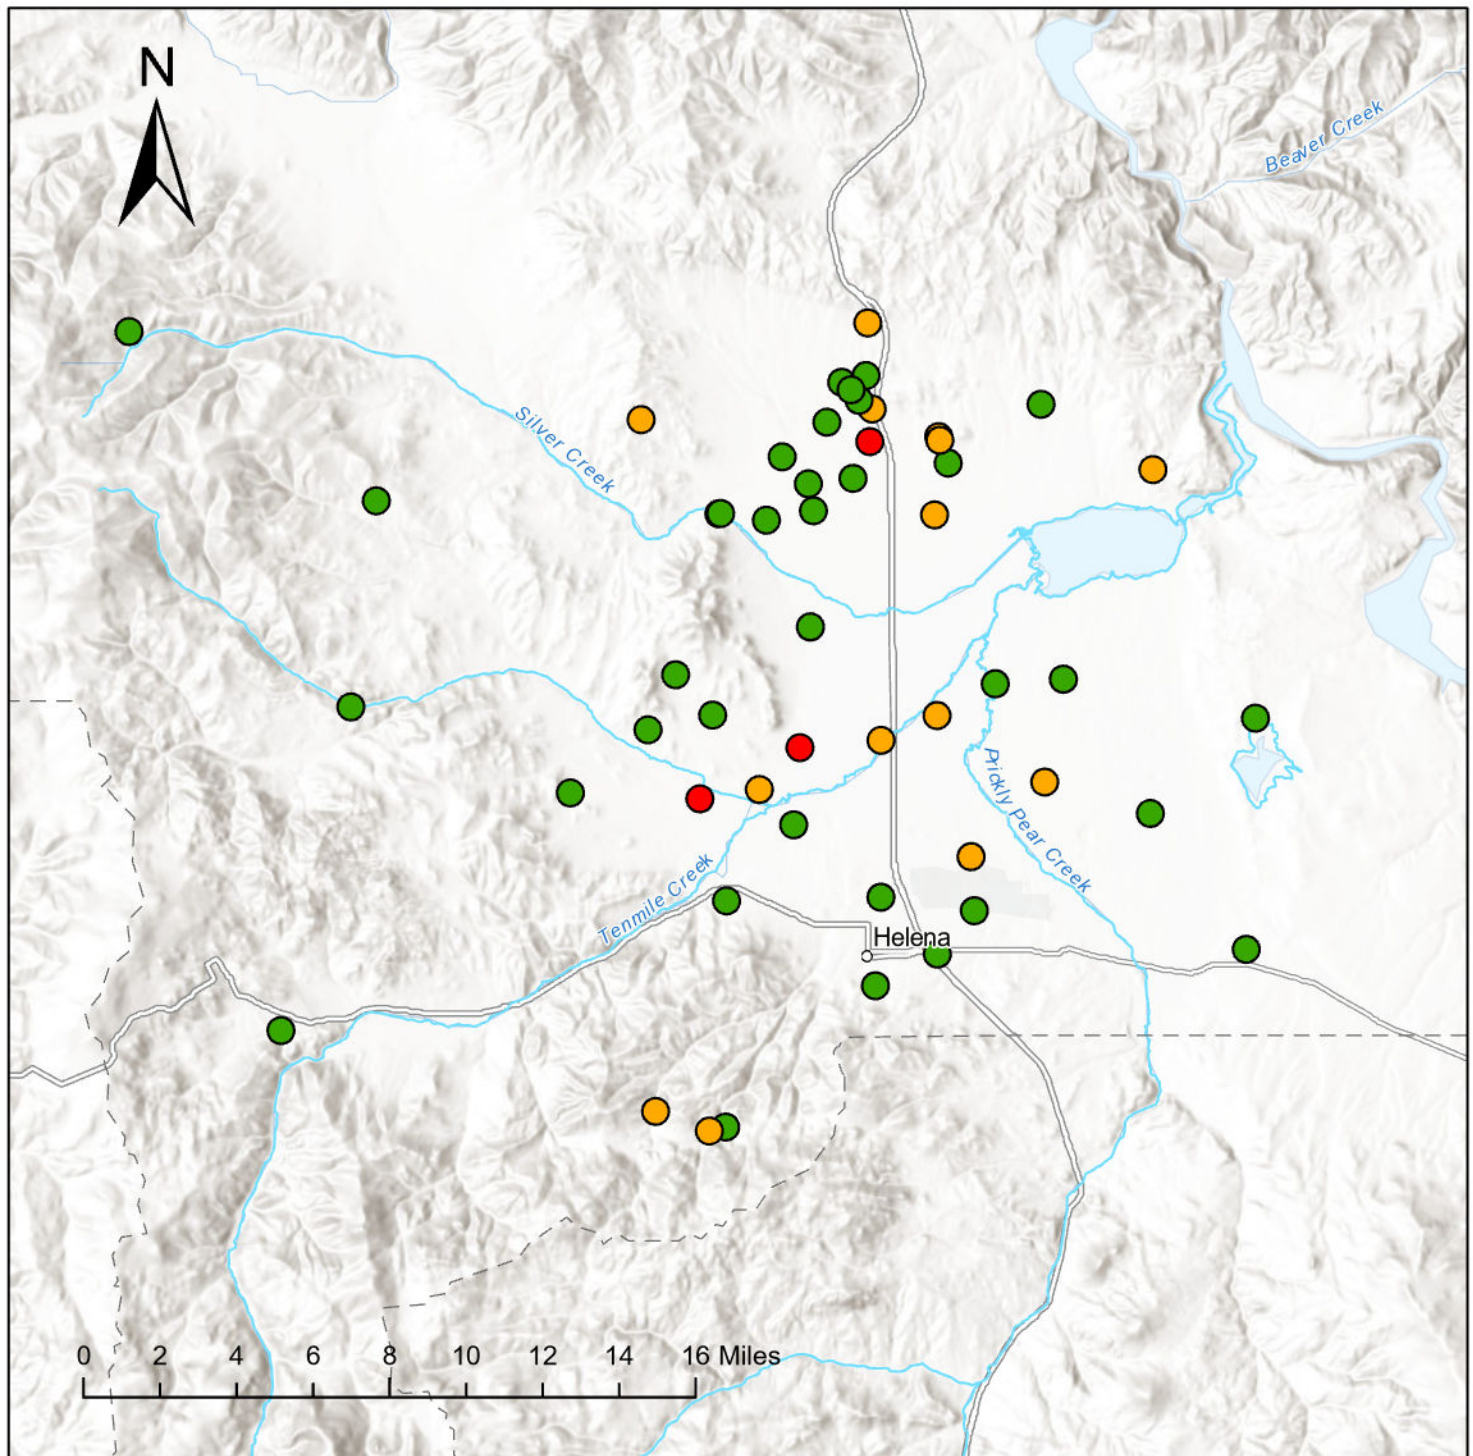 N
Beaver Creek
Silver Creek
Prickly Pear Creek
Tenmile Creek
Helena
0 2 4 6 8 10 12 14 16 Miles